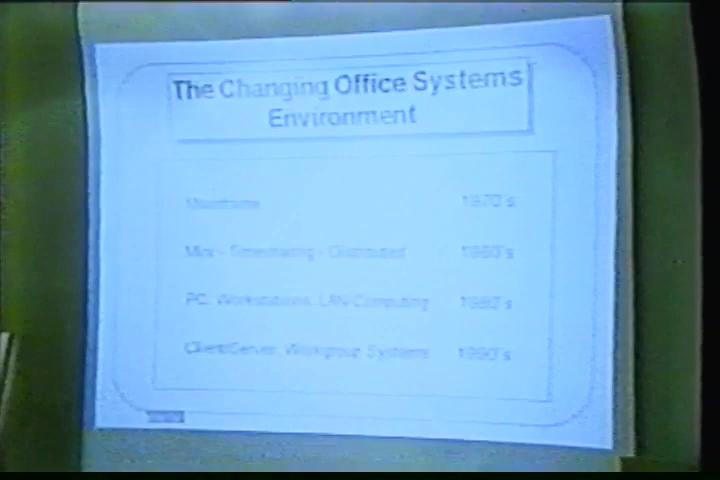 The Changing Office Systems
Environment
Mainframe 1970's
Mini - Timesharing - Distributed 1980's
PC, Workstations, LAN Computing 1980's
Client/Server, Workgroup Systems 1990's